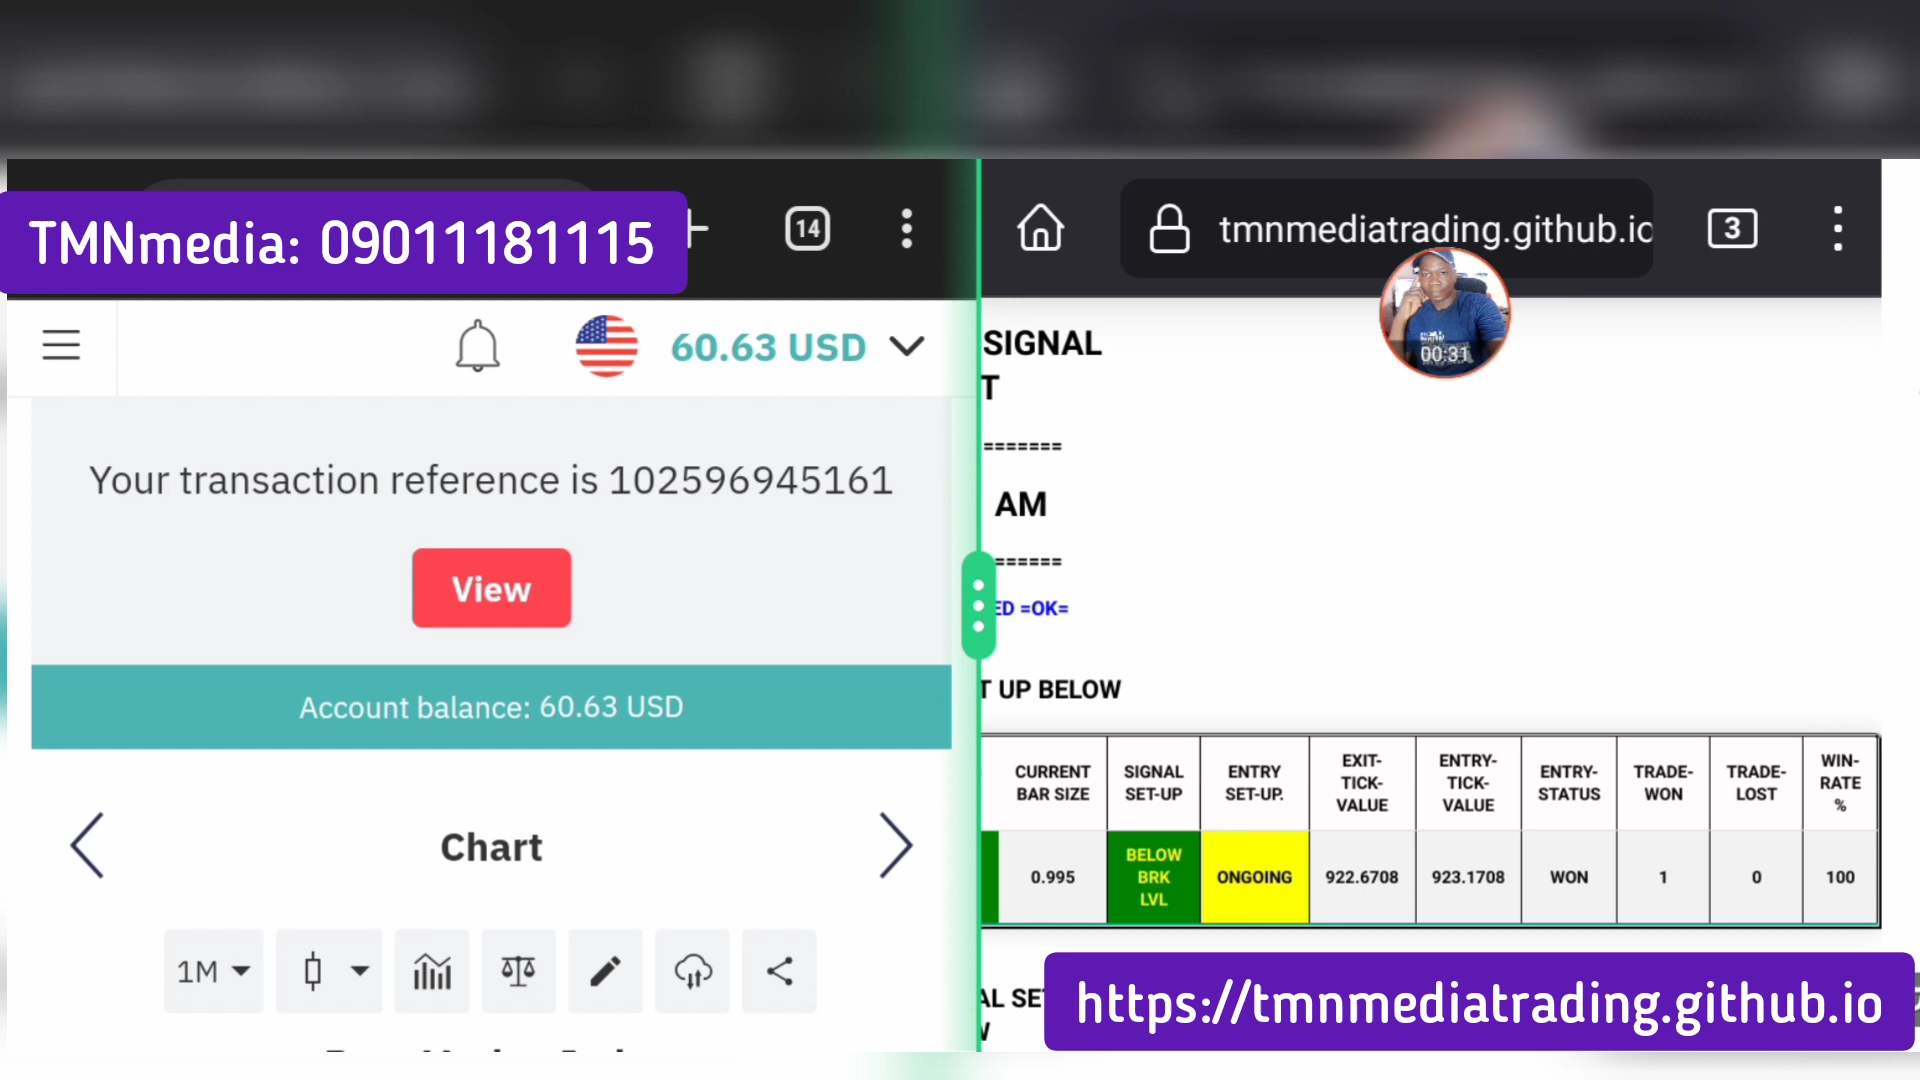 TMNmedia: 09011181115
14
60.63 USD
Your transaction reference is 102596945161
View
Account balance: 60.63 USD
Chart
1M
tmnmediatrading.github.io
3
00:31
SIGNAL
T
=======
AM
======
ED =OK=
T UP BELOW
CURRENT BAR SIZE
SIGNAL SET-UP
ENTRY SET-UP.
EXIT-TICK-VALUE
ENTRY-TICK-VALUE
ENTRY-STATUS
TRADE-WON
TRADE-LOST
WIN-RATE %
0.995
BELOW BRK LVL
ONGOING
922.6708
923.1708
WON
1
0
100
AL SET
https://tmnmediatrading.github.io